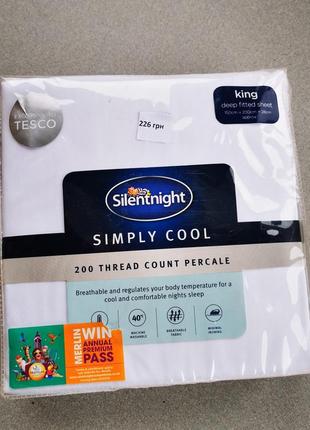 TESCO
226 грн
king
deep fitted sheet
Silentnight
SIMPLY COOL
200 THREAD COUNT PERCALE
Breathable and regulates your body temperature for a
cool and comfortable nights sleep
40°
MACHINE
WASHABLE
BREATHABLE
FABRIC
MINIMAL
IRONING
MERLIN
WIN
ANNUAL
PREMIUM
PASS